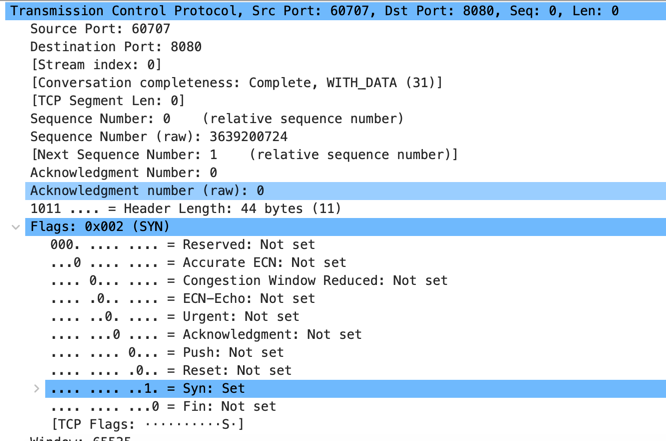 Transmission Control Protocol, Src Port: 60707, Dst Port: 8080, Seq: 0, Len: 0
Source Port: 60707
Destination Port: 8080
[Stream index: 0]
[Conversation completeness: Complete, WITH_DATA (31)]
[TCP Segment Len: 0]
Sequence Number: 0    (relative sequence number)
Sequence Number (raw): 3639200724
[Next Sequence Number: 1    (relative sequence number)]
Acknowledgment Number: 0
Acknowledgment number (raw): 0
1011 .... = Header Length: 44 bytes (11)
Flags: 0x002 (SYN)
000. .... .... = Reserved: Not set
...0 .... .... = Accurate ECN: Not set
.... 0... .... = Congestion Window Reduced: Not set
.... .0.. .... = ECN-Echo: Not set
.... ..0. .... = Urgent: Not set
.... ...0 .... = Acknowledgment: Not set
.... .... 0... = Push: Not set
.... .... .0.. = Reset: Not set
.... .... ..1. = Syn: Set
.... .... ...0 = Fin: Not set
[TCP Flags: ··········S·]
Window: 65535